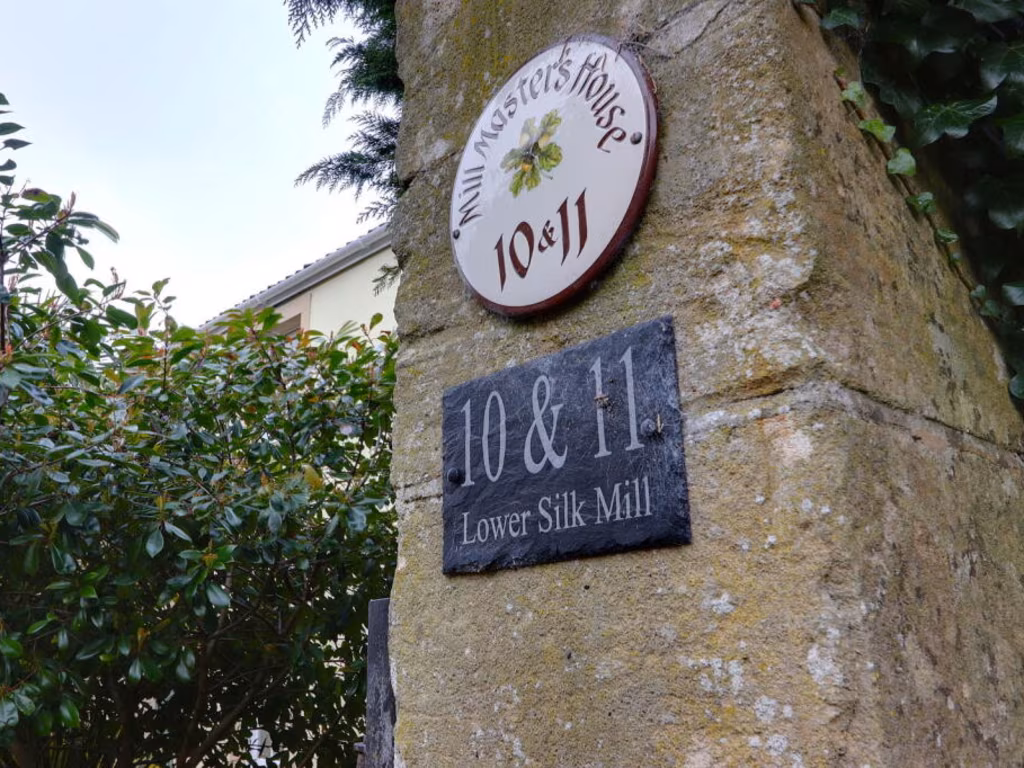 Mill Master's House
10 & 11
10 & 11
Lower Silk Mill